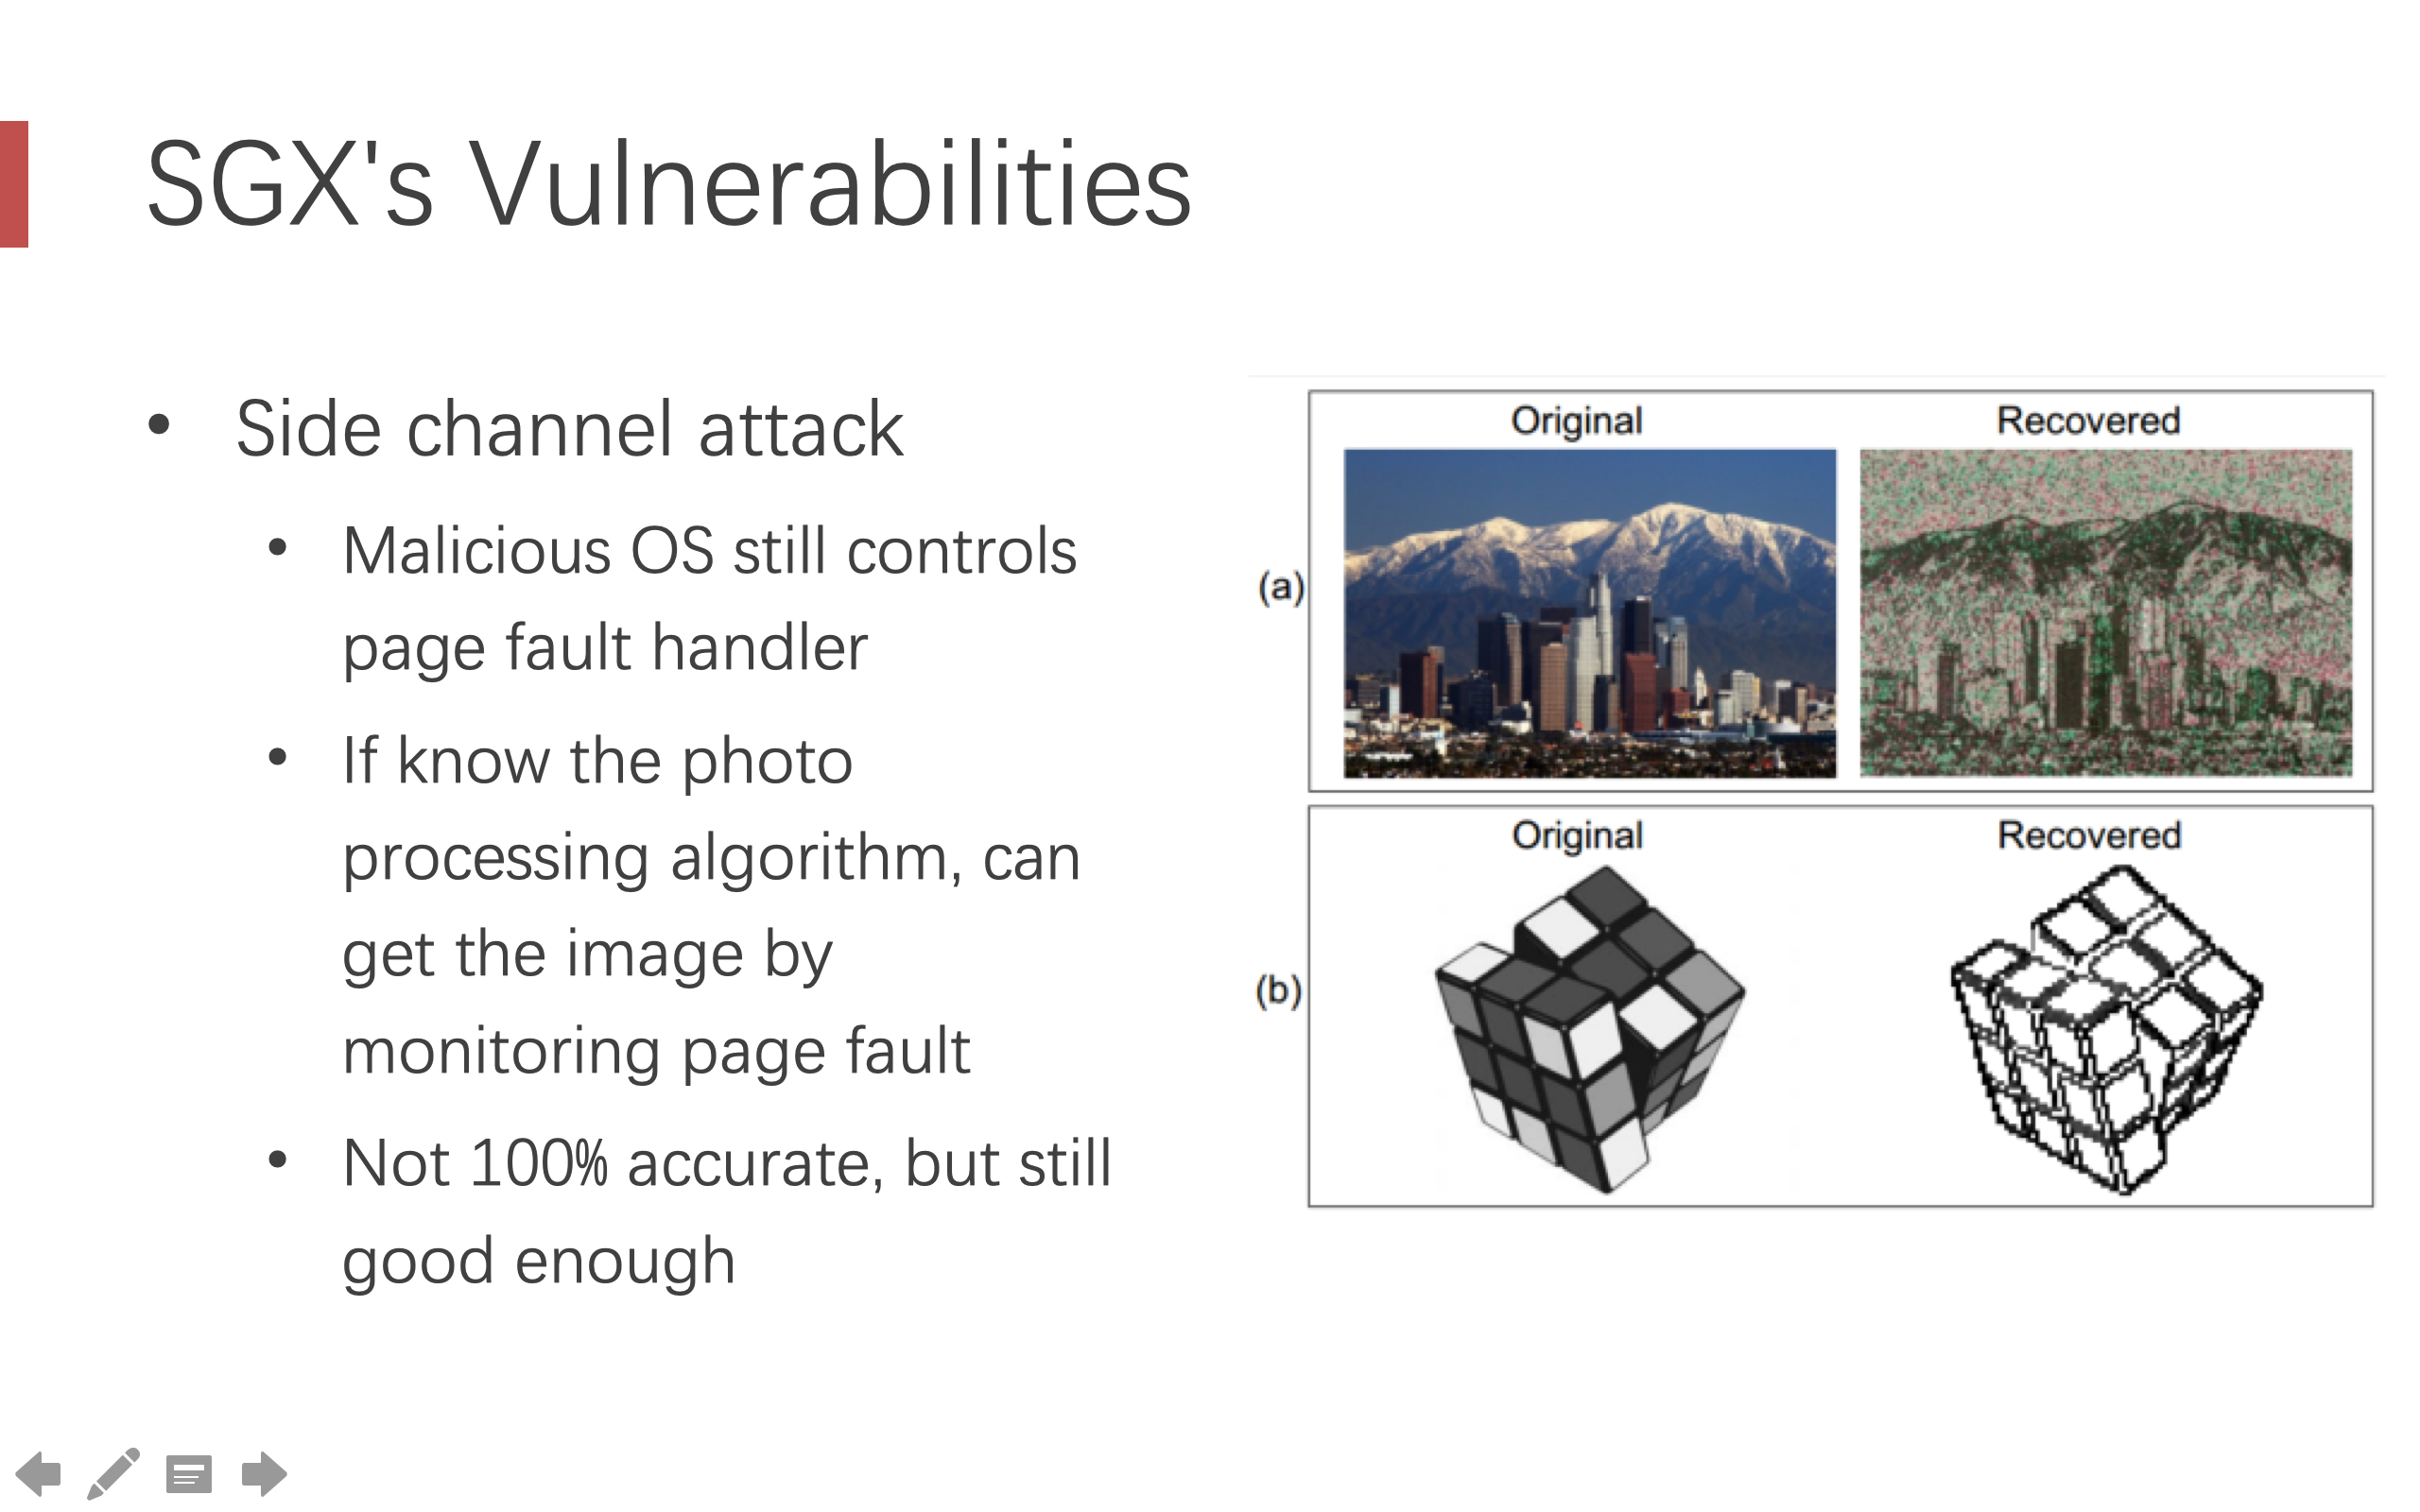 SGX's Vulnerabilities
• Side channel attack
• Malicious OS still controls
page fault handler
• If know the photo
processing algorithm, can
get the image by
monitoring page fault
• Not 100% accurate, but still
good enough
Original Recovered
(a)
Original Recovered
(b)